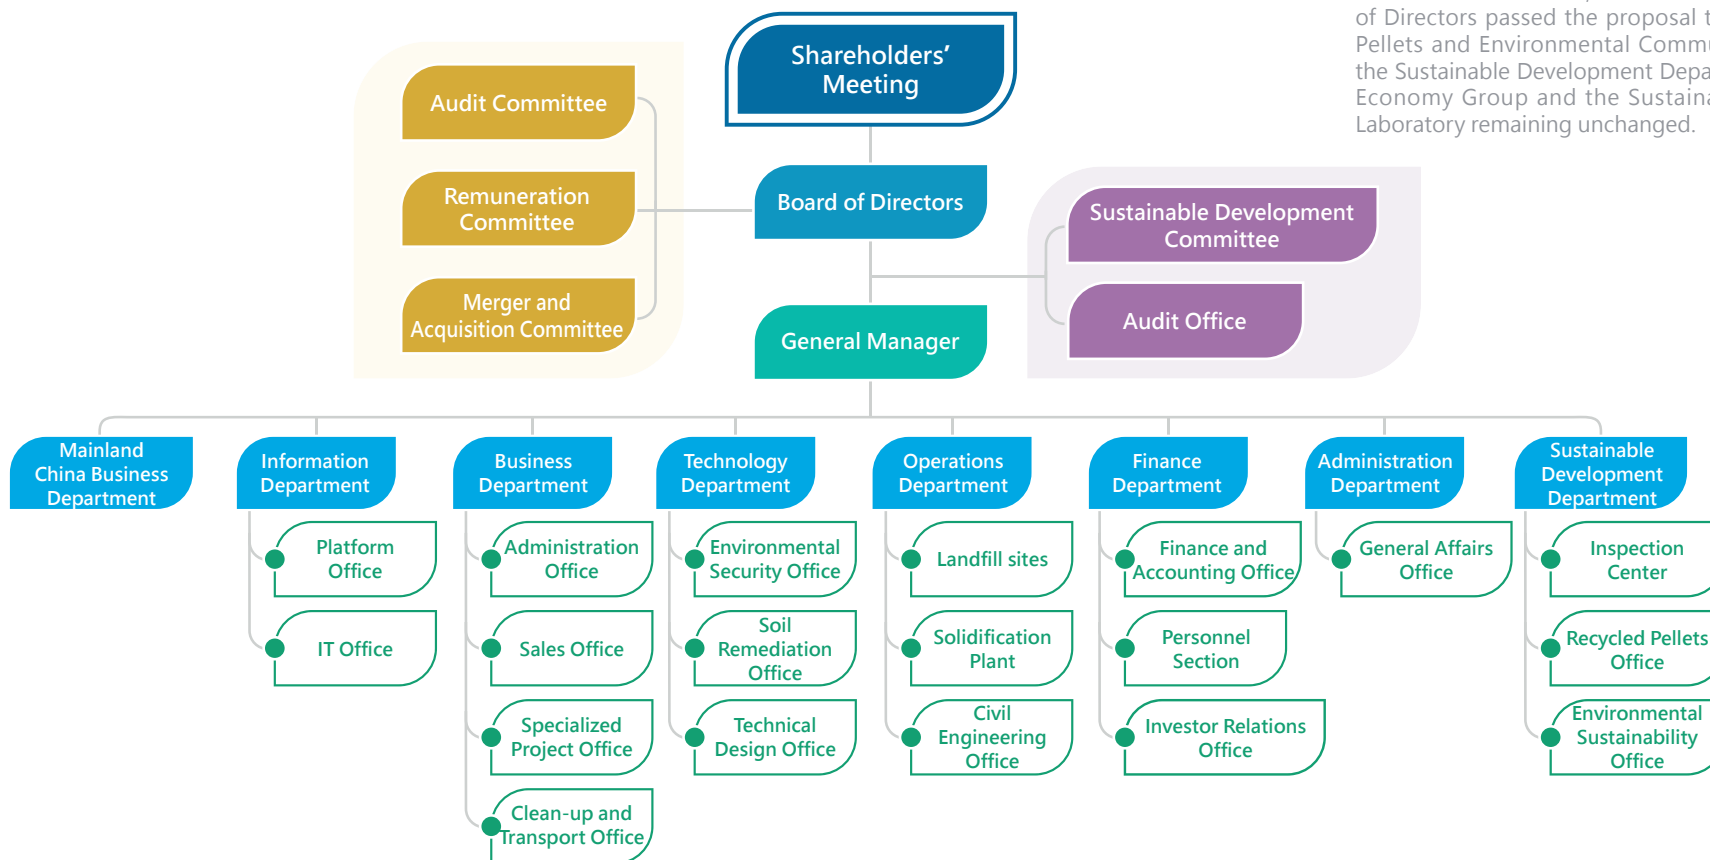 of Directors passed the proposal
Pellets and Environmental
the Sustainable Development
Economy Group and the
Laboratory remaining unchanged.
Shareholders'
Meeting
Audit Committee
Remuneration
Committee
Merger and
Acquisition Committee
Board of Directors
Sustainable Development
Committee
Audit Office
General Manager
Mainland
China Business
Department
Information
Department
Business
Department
Technology
Department
Operations
Department
Finance
Department
Administration
Department
Sustainable
Development
Department
Platform
Office
IT Office
Administration
Office
Sales Office
Specialized
Project Office
Clean-up and
Transport Office
Environmental
Security Office
Soil
Remediation
Office
Technical
Design Office
Landfill sites
Solidification
Plant
Civil
Engineering
Office
Finance and
Accounting Office
Personnel
Section
Investor Relations
Office
General Affairs
Office
Inspection
Center
Recycled Pellets
Office
Environmental
Sustainability
Office